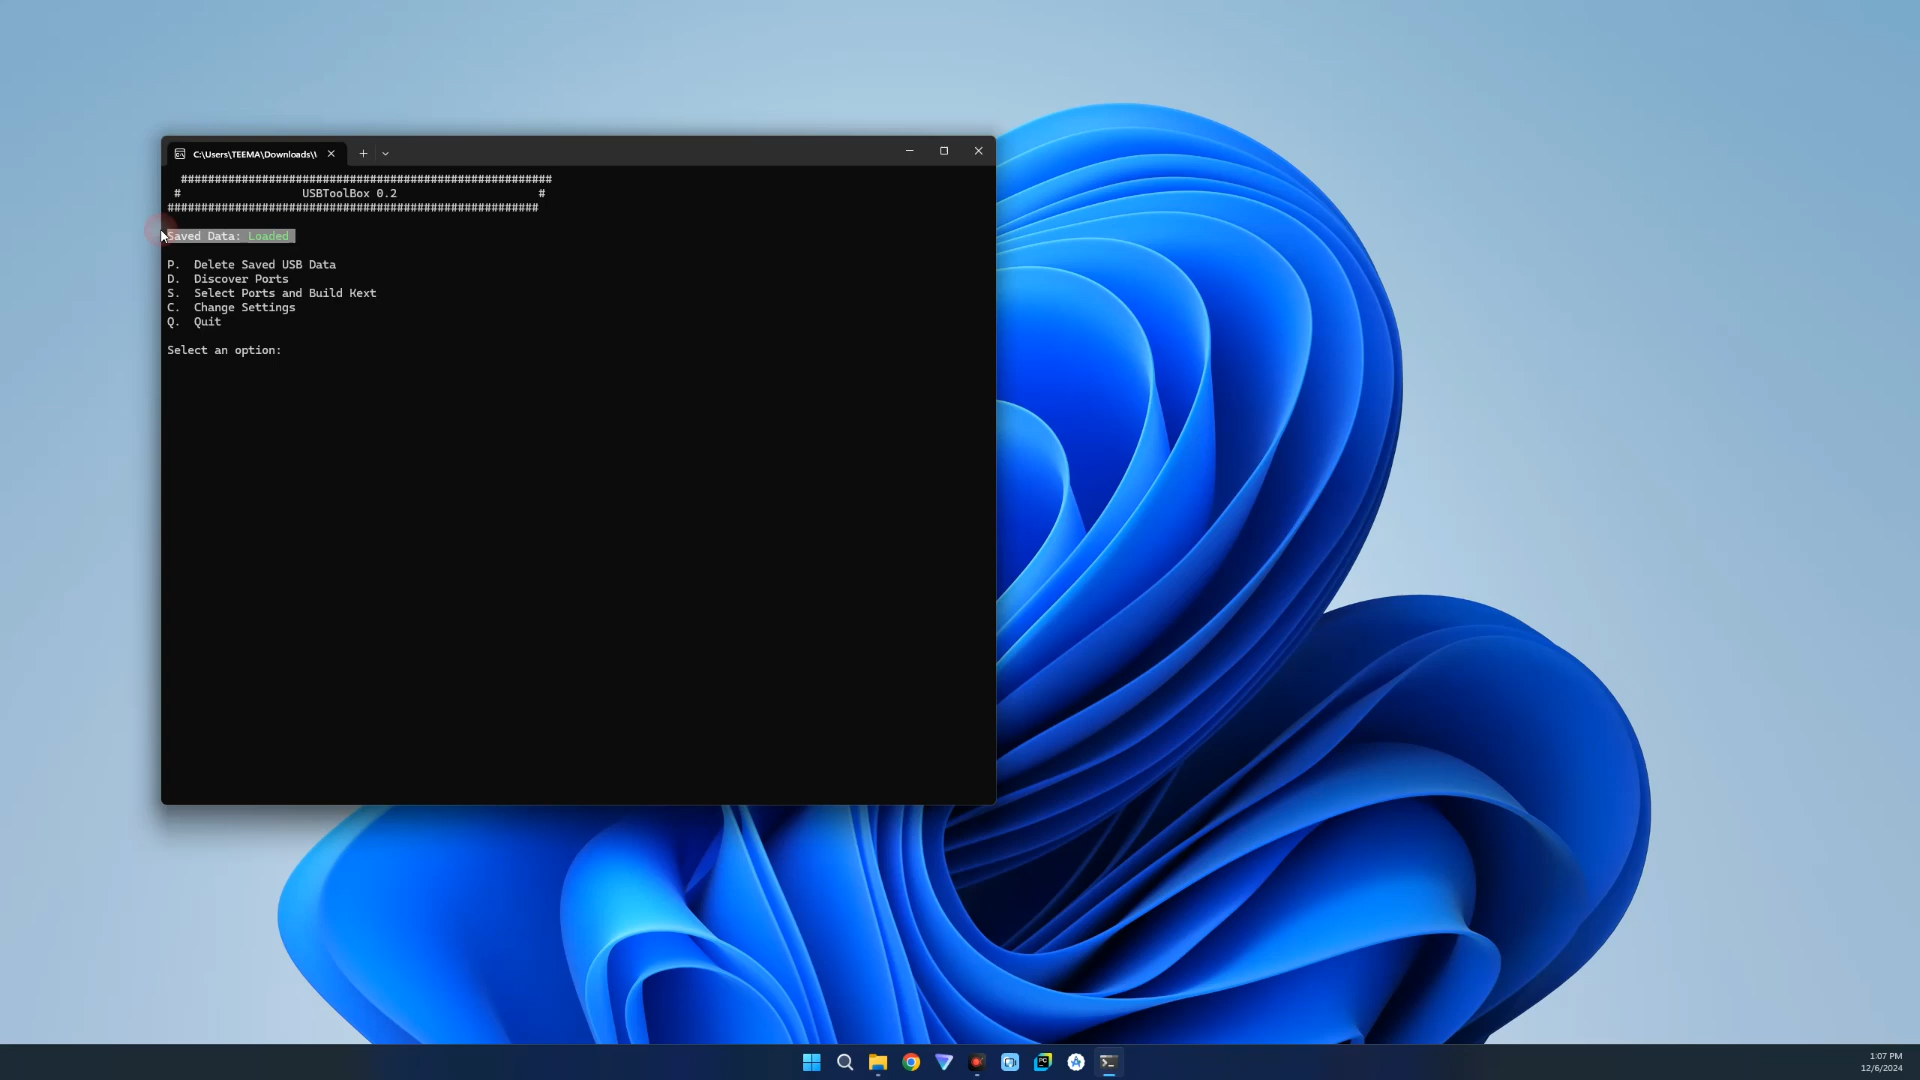 C:\Users\TEEMA\Downloads\
######################################################
# USBToolBox 0.2 #
######################################################
Saved Data: Loaded
P. Delete Saved USB Data
D. Discover Ports
S. Select Ports and Build Kext
C. Change Settings
Q. Quit
Select an option:
PC
1:07 PM
12/6/2024